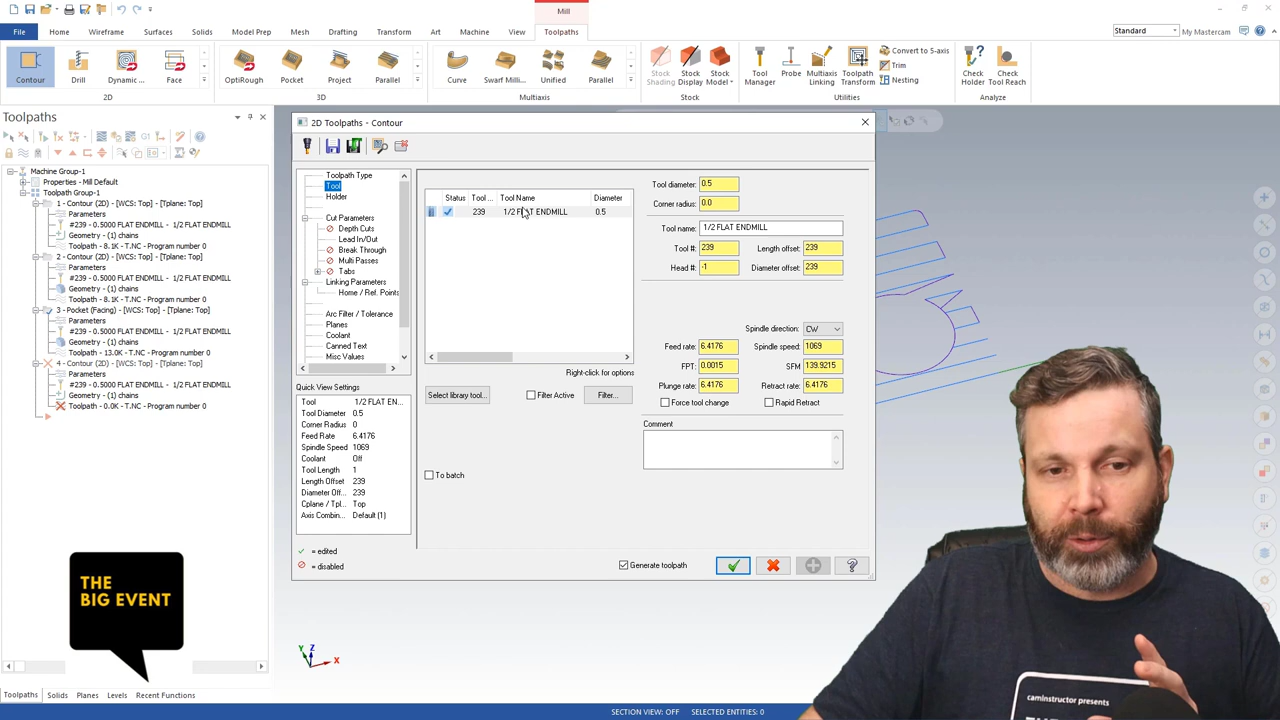 Mill
File Home Wireframe Surfaces Solids Model Prep Mesh Drafting Transform Art Machine View Toolpaths
Standard My Mastercam
Contour Drill Dynamic ... Face
2D
OptiRough Pocket Project Parallel
3D
Curve Swarf Milli... Unified Parallel
Multiaxis
Stock Shading Stock Display Stock Model
Stock
Tool Manager Probe Multiaxis Linking Toolpath Transform
Convert to 5-axis
Trim
Nesting
Utilities
Check Holder Check Tool Reach
Analyze
Toolpaths
Machine Group-1
Properties - Mill Default
Toolpath Group-1
1 - Contour (2D) - [WCS: Top] - [Tplane: Top]
Parameters
#239 - 0.5000 FLAT ENDMILL - 1/2 FLAT ENDMILL
Geometry - (1) chains
Toolpath - 8.1K - T.NC - Program number 0
2 - Contour (2D) - [WCS: Top] - [Tplane: Top]
Parameters
#239 - 0.5000 FLAT ENDMILL - 1/2 FLAT ENDMILL
Geometry - (1) chains
Toolpath - 8.1K - T.NC - Program number 0
3 - Pocket (Facing) - [WCS: Top] - [Tplane: Top]
Parameters
#239 - 0.5000 FLAT ENDMILL - 1/2 FLAT ENDMILL
Geometry - (1) chains
Toolpath - 13.0K - T.NC - Program number 0
4 - Contour (2D) - [WCS: Top] - [Tplane: Top]
Parameters
#239 - 0.5000 FLAT ENDMILL - 1/2 FLAT ENDMILL
Geometry - (1) chains
Toolpath - 0.0K - T.NC - Program number 0
THE
BIG EVENT
Toolpaths Solids Planes Levels Recent Functions
2D Toolpaths - Contour
Toolpath Type
Tool
Holder
Cut Parameters
Depth Cuts
Lead In/Out
Break Through
Multi Passes
Tabs
Linking Parameters
Home / Ref. Points
Arc Filter / Tolerance
Planes
Coolant
Canned Text
Misc Values
Quick View Settings
Tool 1/2 FLAT EN...
Tool Diameter 0.5
Corner Radius 0
Feed Rate 6.4176
Spindle Speed 1069
Coolant Off
Tool Length 1
Length Offset 239
Diameter Off... 239
Cplane / Tpl... Top
Axis Combin... Default (1)
= edited
= disabled
Status Tool ... Tool Name Diameter
239 1/2 FLAT ENDMILL 0.5
Right-click for options
Select library tool... Filter Active Filter...
To batch
Tool diameter: 0.5
Corner radius: 0.0
Tool name: 1/2 FLAT ENDMILL
Tool #: 239 Length offset: 239
Head #: -1 Diameter offset: 239
Spindle direction: CW
Feed rate: 6.4176 Spindle speed: 1069
FPT: 0.0015 SFM 139.9215
Plunge rate: 6.4176 Retract rate: 6.4176
Force tool change Rapid Retract
Comment
Generate toolpath
Z
Y
X
caminstructor presents
SECTION VIEW: OFF SELECTED ENTITIES: 0